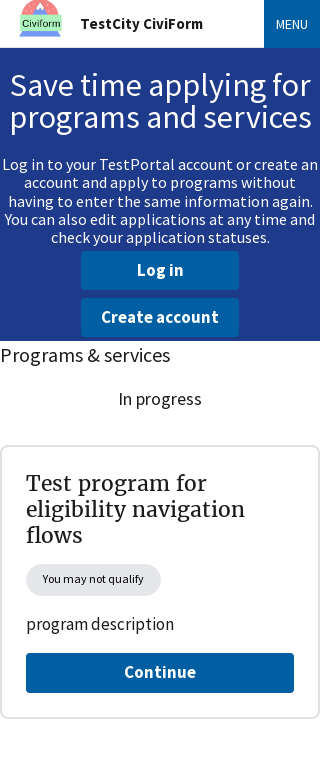 Civiform
TestCity CiviForm
MENU
Save time applying for
programs and services
Log in to your TestPortal account or create an
account and apply to programs without
having to enter the same information again.
You can also edit applications at any time and
check your application statuses.
Log in
Create account
Programs & services
In progress
Test program for
eligibility navigation
flows
You may not qualify
program description
Continue